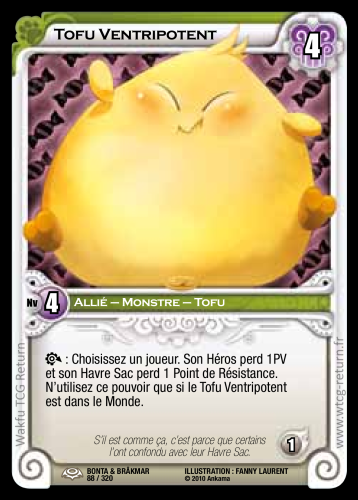 TOFU VENTRIPOTENT
4
Nv 4 ALLIÉ – MONSTRE – TOFU
: Choisissez un joueur. Son Héros perd 1PV
et son Havre Sac perd 1 Point de Résistance.
N'utilisez ce pouvoir que si le Tofu Ventripotent
est dans le Monde.
S'il est comme ça, c'est parce que certains
l'ont confondu avec leur Havre Sac.
1
BONTA & BRÂKMAR
88 / 320
ILLUSTRATION : FANNY LAURENT
© 2010 Ankama
Wakfu TCG Return
www.wtcg-return.fr